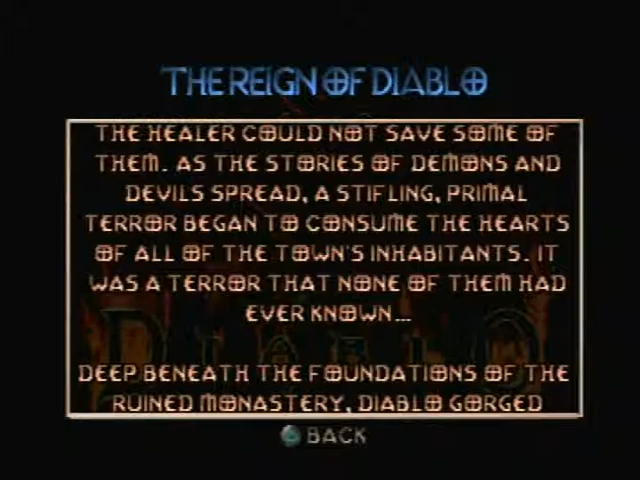 THE REIGN OF DIABLO
THE HEALER COULD NOT SAVE SOME OF
THEM. AS THE STORIES OF DEMONS AND
DEVILS SPREAD, A STIFLING, PRIMAL
TERROR BEGAN TO CONSUME THE HEARTS
OF ALL OF THE TOWN'S INHABITANTS. IT
WAS A TERROR THAT NONE OF THEM HAD
EVER KNOWN...
DIABLO
DEEP BENEATH THE FOUNDATIONS OF THE
RUINED MONASTERY, DIABLO GORGED
BACK